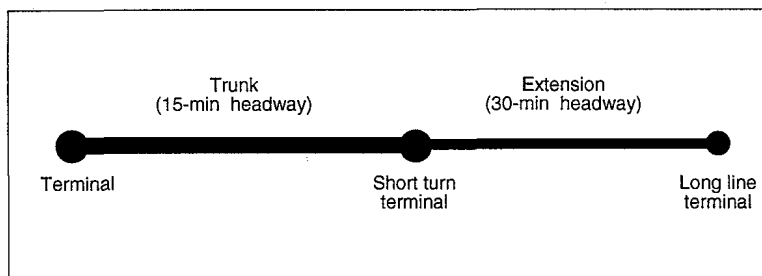 Trunk
(15-min headway)
Extension
(30-min headway)
Terminal
Short turn
terminal
Long line
terminal